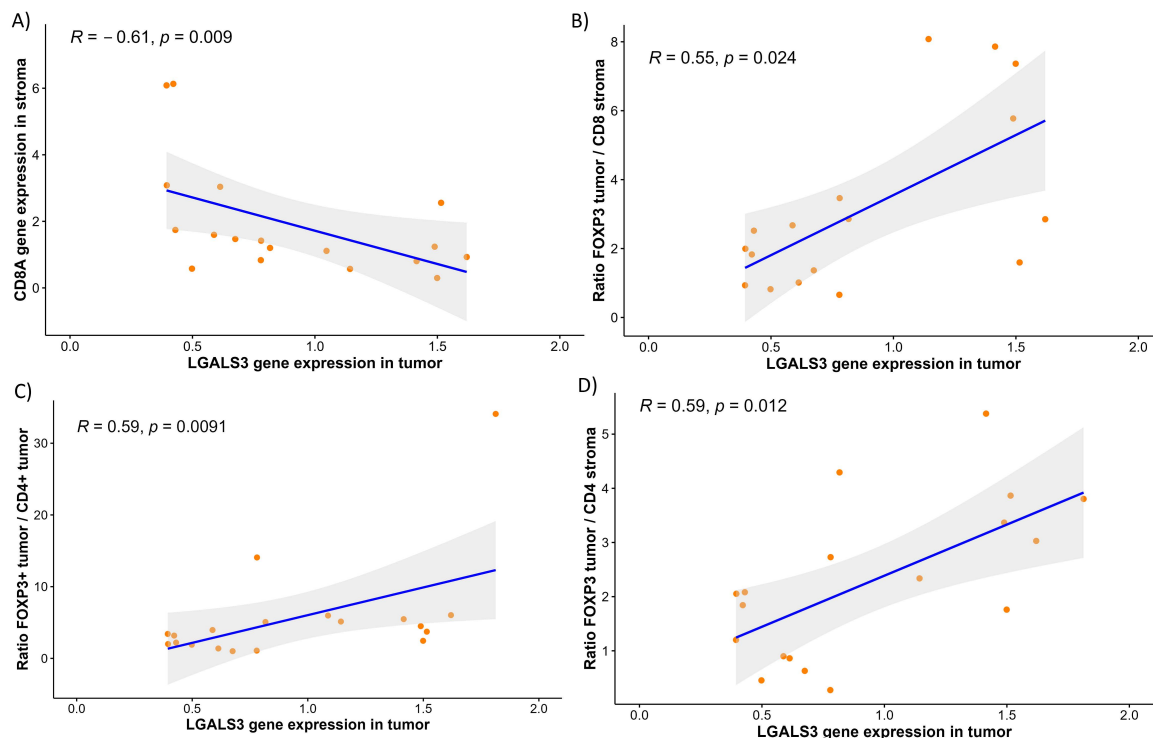 A)
R = − 0.61, p = 0.009
CD8A gene expression in stroma
6
4
2
0
0.0 0.5 1.0 1.5 2.0
LGALS3 gene expression in tumor
B)
R = 0.55, p = 0.024
Ratio FOXP3 tumor / CD8 stroma
8
6
4
2
0
0.0 0.5 1.0 1.5 2.0
LGALS3 gene expression in tumor
C)
R = 0.59, p = 0.0091
Ratio FOXP3+ tumor / CD4+ tumor
30
20
10
0
0.0 0.5 1.0 1.5 2.0
LGALS3 gene expression in tumor
D)
R = 0.59, p = 0.012
Ratio FOXP3 tumor / CD4 stroma
5
4
3
2
1
0.0 0.5 1.0 1.5 2.0
LGALS3 gene expression in tumor